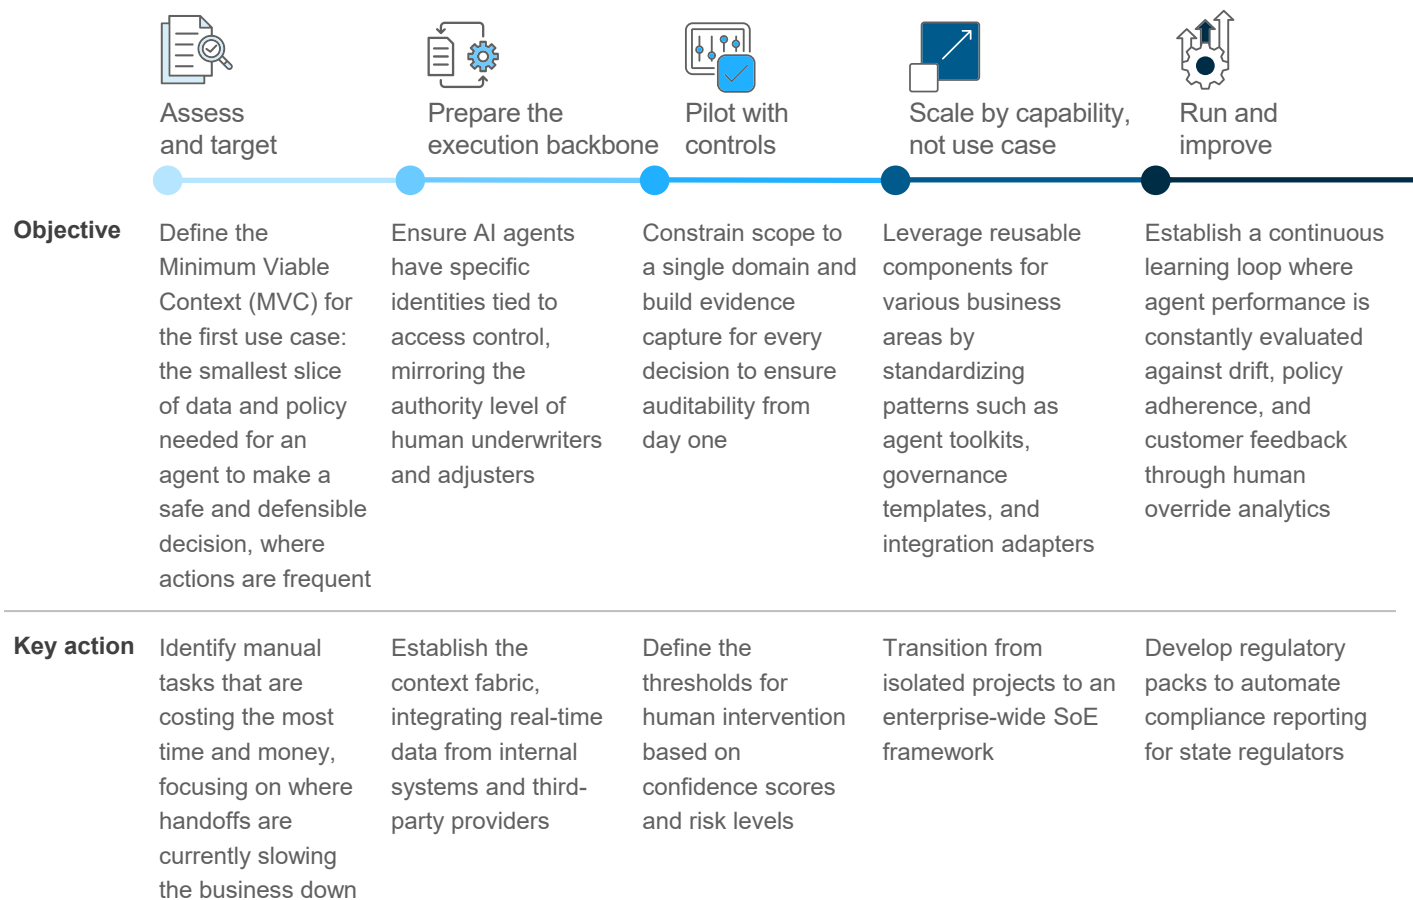 Assess
and target
Prepare the
execution backbone
Pilot with
controls
Scale by capability,
not use case
Run and
improve
Objective
Define the
Minimum Viable
Context (MVC) for
the first use case:
the smallest slice
of data and policy
needed for an
agent to make a
safe and defensible
decision, where
actions are frequent
Ensure AI agents
have specific
identities tied to
access control,
mirroring the
authority level of
human underwriters
and adjusters
Constrain scope to
a single domain and
build evidence
capture for every
decision to ensure
auditability from
day one
Leverage reusable
components for
various business
areas by
standardizing
patterns such as
agent toolkits,
governance
templates, and
integration adapters
Establish a continuous
learning loop where
agent performance is
constantly evaluated
against drift, policy
adherence, and
customer feedback
through human
override analytics
Key action
Identify manual
tasks that are
costing the most
time and money,
focusing on where
handoffs are
currently slowing
the business down
Establish the
context fabric,
integrating real-time
data from internal
systems and third-
party providers
Define the
thresholds for
human intervention
based on
confidence scores
and risk levels
Transition from
isolated projects to an
enterprise-wide SoE
framework
Develop regulatory
packs to automate
compliance reporting
for state regulators